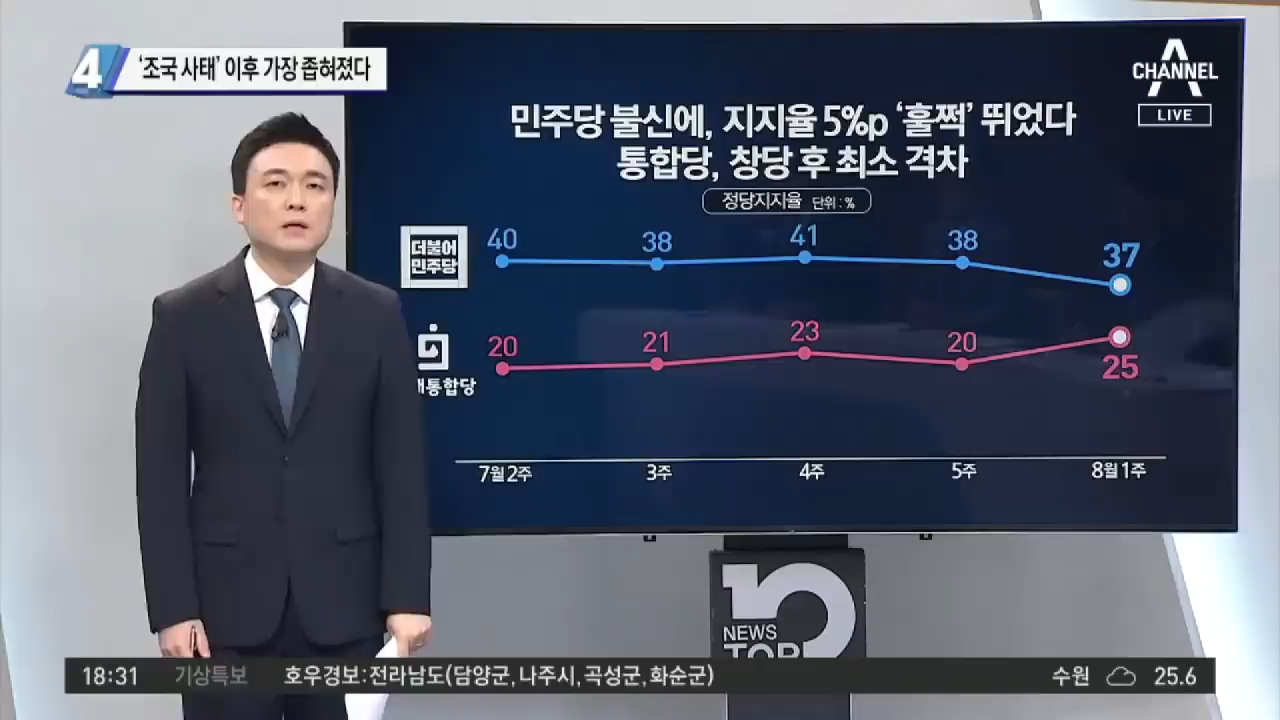 4 '조국 사태' 이후 가장 좁혀졌다
CHANNEL A
LIVE
민주당 불신에, 지지율 5%p '훌쩍' 뛰었다
통합당, 창당 후 최소 격차
정당지지율 단위 : %
더불어
민주당
40 38 41 38 37
20 21 23 20 25
통합당
7월 2주 3주 4주 5주 8월 1주
10
NEWS
TOP
18:31 기상특보 호우경보:전라남도(담양군,나주시,곡성군,화순군) 수원 25.6